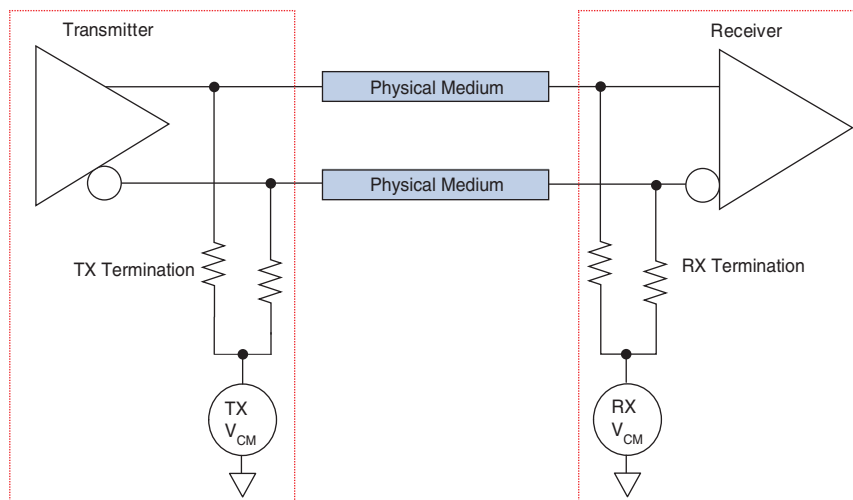 Transmitter
Receiver
Physical Medium
Physical Medium
TX Termination
RX Termination
TX
VCM
RX
VCM